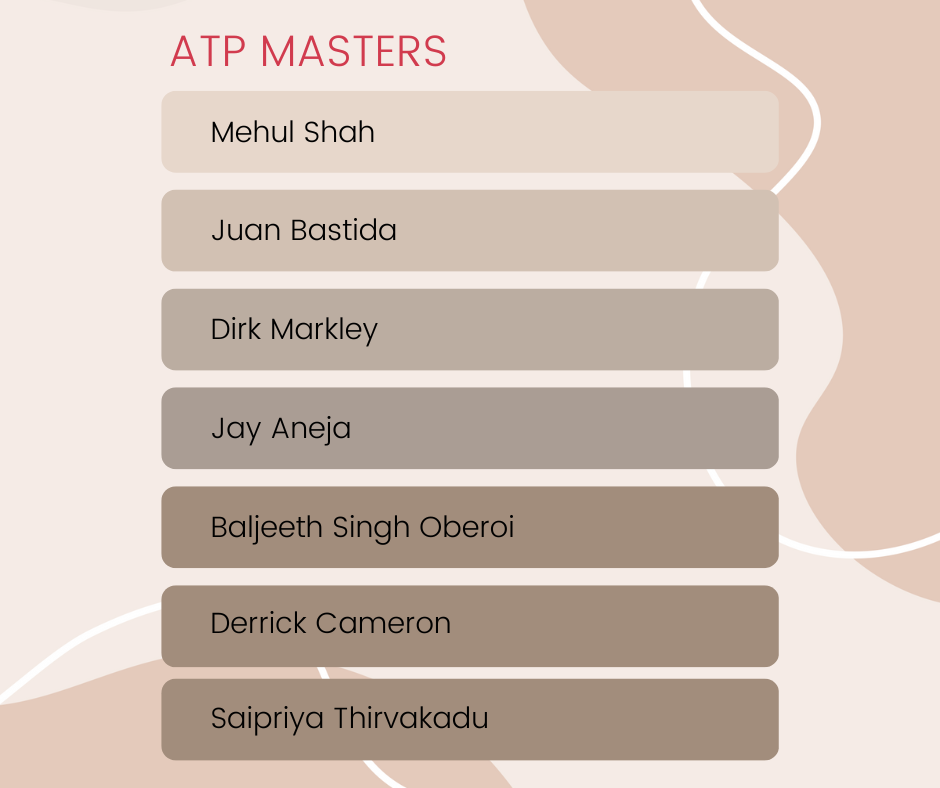 ATP MASTERS
Mehul Shah
Juan Bastida
Dirk Markley
Jay Aneja
Baljeeth Singh Oberoi
Derrick Cameron
Saipriya Thirvakadu